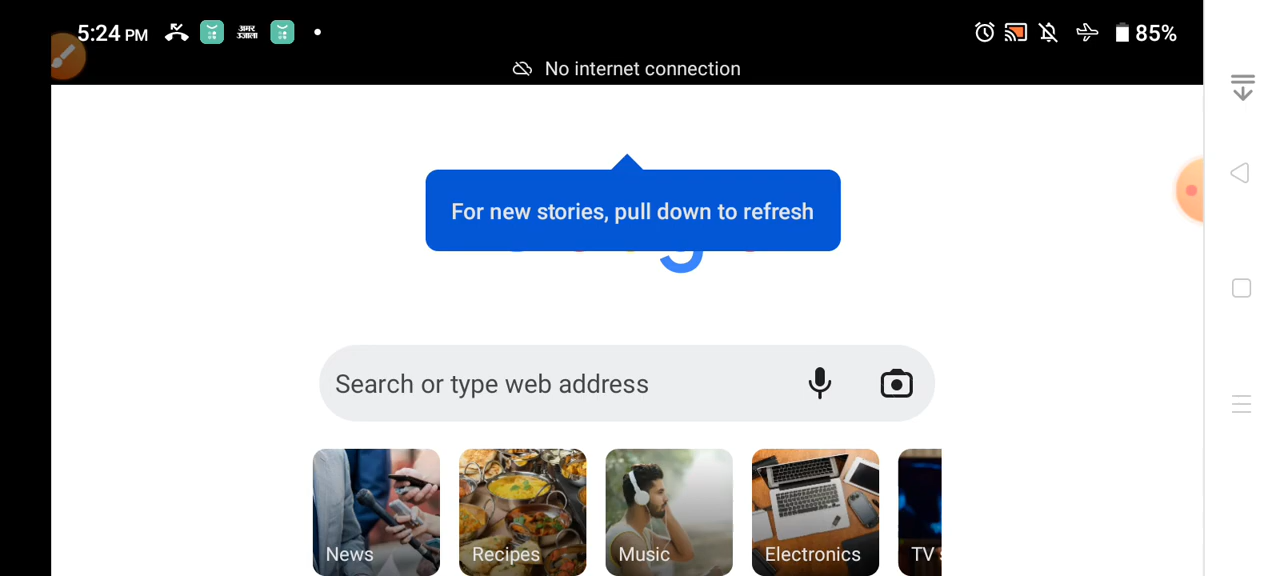 5:24 PM अमर उजाला 85%
No internet connection
For new stories, pull down to refresh
Search or type web address
News Recipes Music Electronics TV